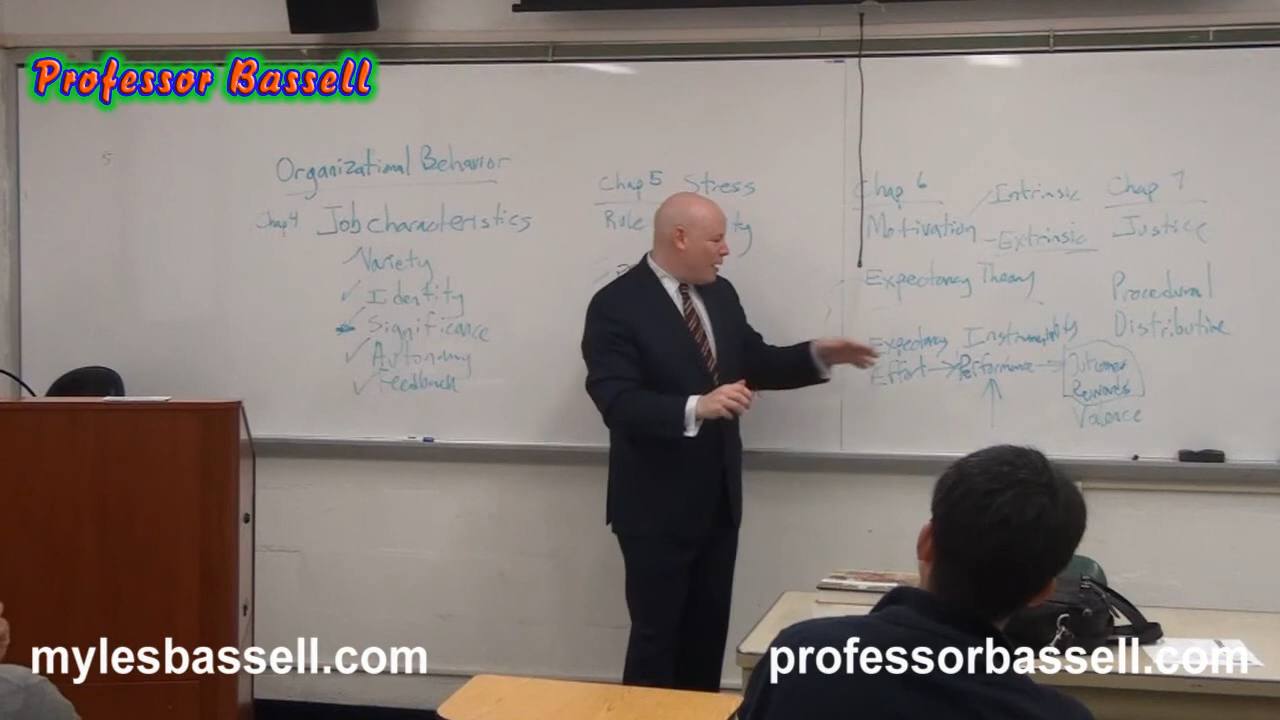 Professor Bassell
5
Organizational Behavior
Chap 4 Job characteristics
Variety
Identity
Significance
Autonomy
Feedback
Chap 5 Stress
Role
Chap 6
Motivation
Intrinsic
Extrinsic
Expectancy Theory
Expectancy Instrumentality
Effort → Performance → Outcomes
Rewards
Valence
Chap 7
Justice
Procedural
Distributive
mylesbassell.com
professorbassell.com